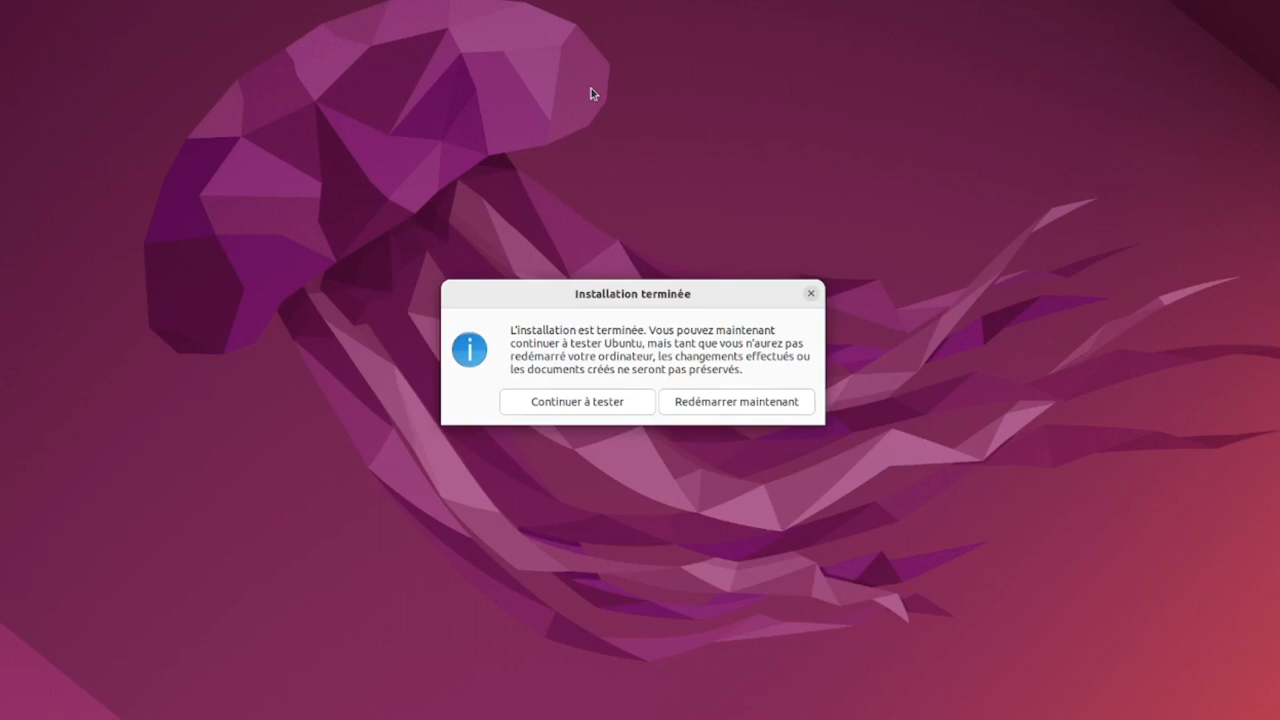 Installation terminée
L'installation est terminée. Vous pouvez maintenant
continuer à tester Ubuntu, mais tant que vous n'aurez pas
redémarré votre ordinateur, les changements effectués ou
les documents créés ne seront pas préservés.
Continuer à tester
Redémarrer maintenant